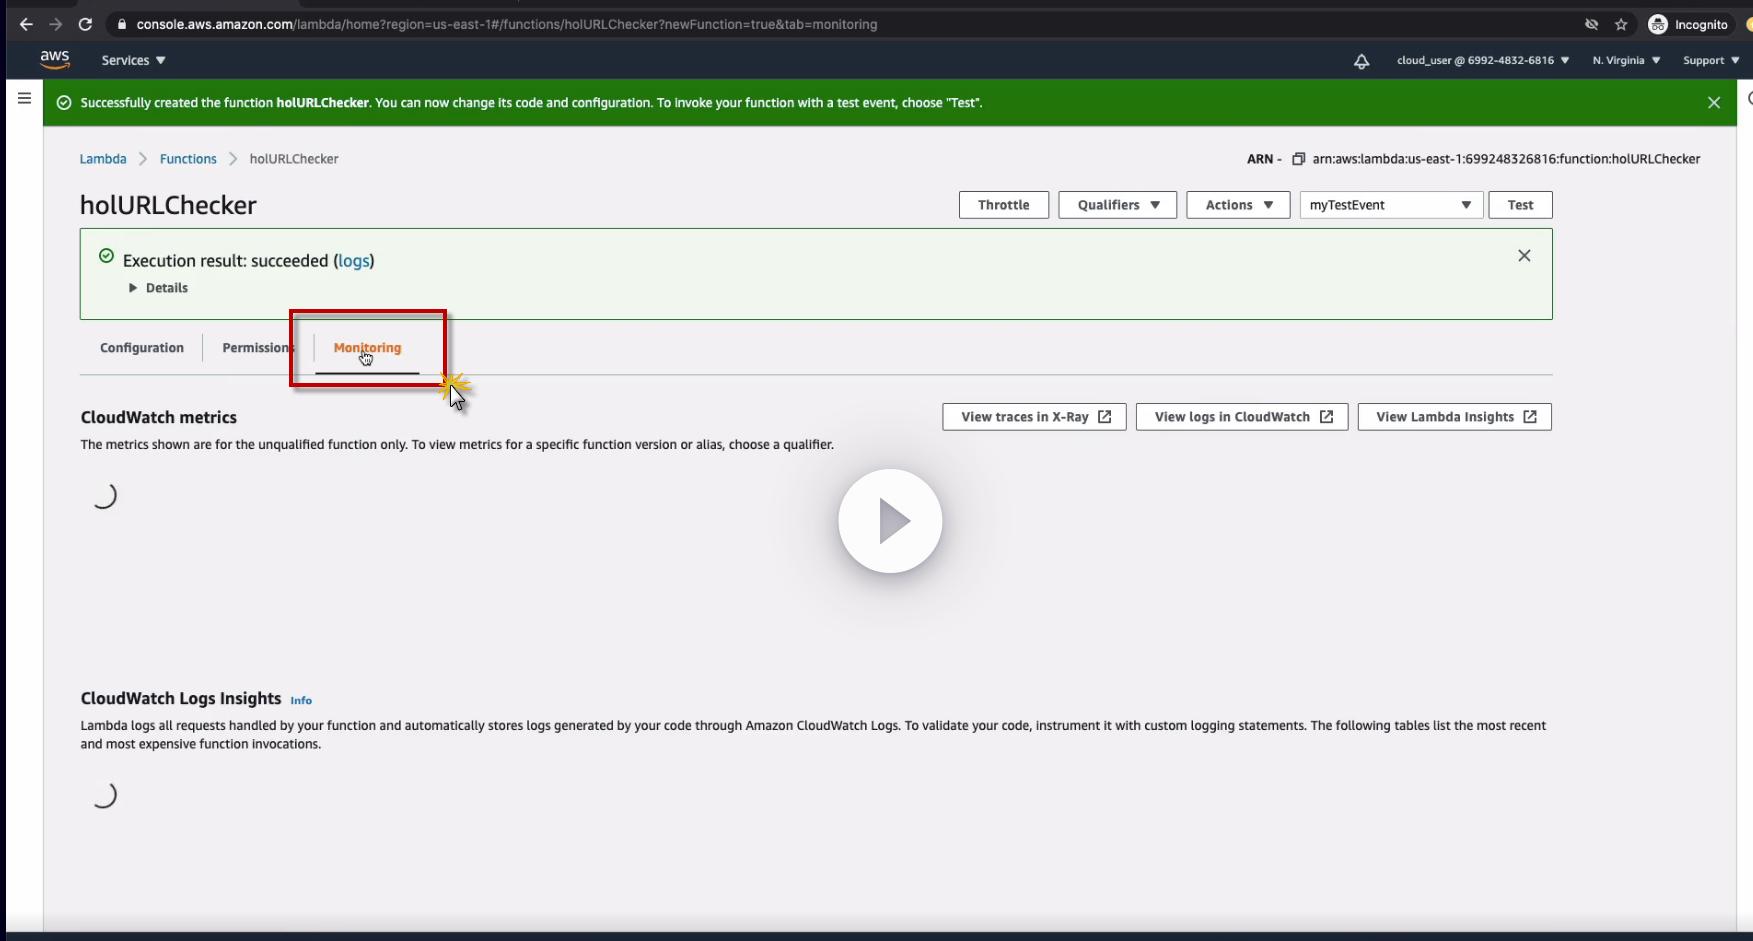 console.aws.amazon.com/lambda/home?region=us-east-1#/functions/holURLChecker?newFunction=true&tab=monitoring
Incognito
aws
Services
cloud_user @ 6992-4832-6816
N. Virginia
Support
Successfully created the function holURLChecker. You can now change its code and configuration. To invoke your function with a test event, choose "Test".
Lambda
Functions
holURLChecker
ARN - arn:aws:lambda:us-east-1:699248326816:function:holURLChecker
holURLChecker
Throttle
Qualifiers
Actions
myTestEvent
Test
Execution result: succeeded (logs)
Details
Configuration
Permissions
Monitoring
CloudWatch metrics
View traces in X-Ray
View logs in CloudWatch
View Lambda Insights
The metrics shown are for the unqualified function only. To view metrics for a specific function version or alias, choose a qualifier.
CloudWatch Logs Insights Info
Lambda logs all requests handled by your function and automatically stores logs generated by your code through Amazon CloudWatch Logs. To validate your code, instrument it with custom logging statements. The following tables list the most recent
and most expensive function invocations.